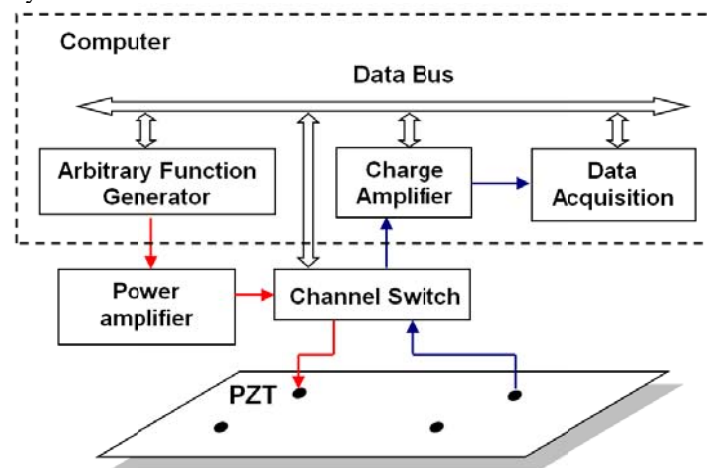 Computer
Data Bus
Arbitrary Function
Generator
Charge
Amplifier
Data
Acquisition
Power
amplifier
Channel Switch
PZT